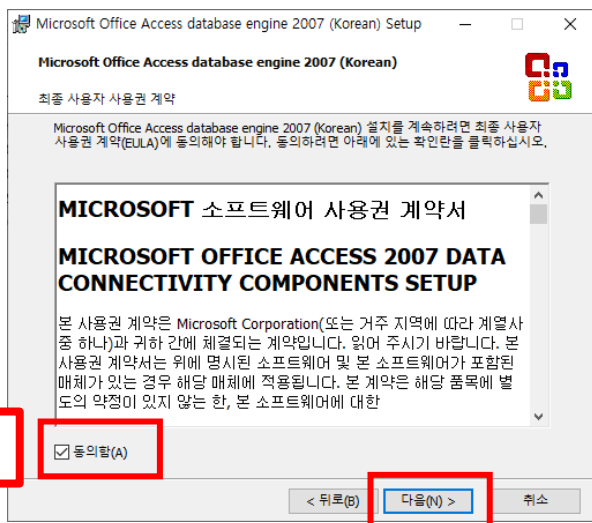 Microsoft Office Access database engine 2007 (Korean) Setup
Microsoft Office Access database engine 2007 (Korean)
최종 사용자 사용권 계약
Microsoft Office Access database engine 2007 (Korean) 설치를 계속하려면 최종 사용자
사용권 계약(EULA)에 동의해야 합니다. 동의하려면 아래에 있는 확인란을 클릭하십시오.
MICROSOFT 소프트웨어 사용권 계약서
MICROSOFT OFFICE ACCESS 2007 DATA
CONNECTIVITY COMPONENTS SETUP
본 사용권 계약은 Microsoft Corporation(또는 거주 지역에 따라 계열사
중 하나)과 귀하 간에 체결되는 계약입니다. 읽어 주시기 바랍니다. 본
사용권 계약서는 위에 명시된 소프트웨어 및 본 소프트웨어가 포함된
매체가 있는 경우 해당 매체에 적용됩니다. 본 계약은 해당 품목에 별
도의 약정이 있지 않는 한, 본 소프트웨어에 대한
동의함(A)
< 뒤로(B) 다음(N) > 취소